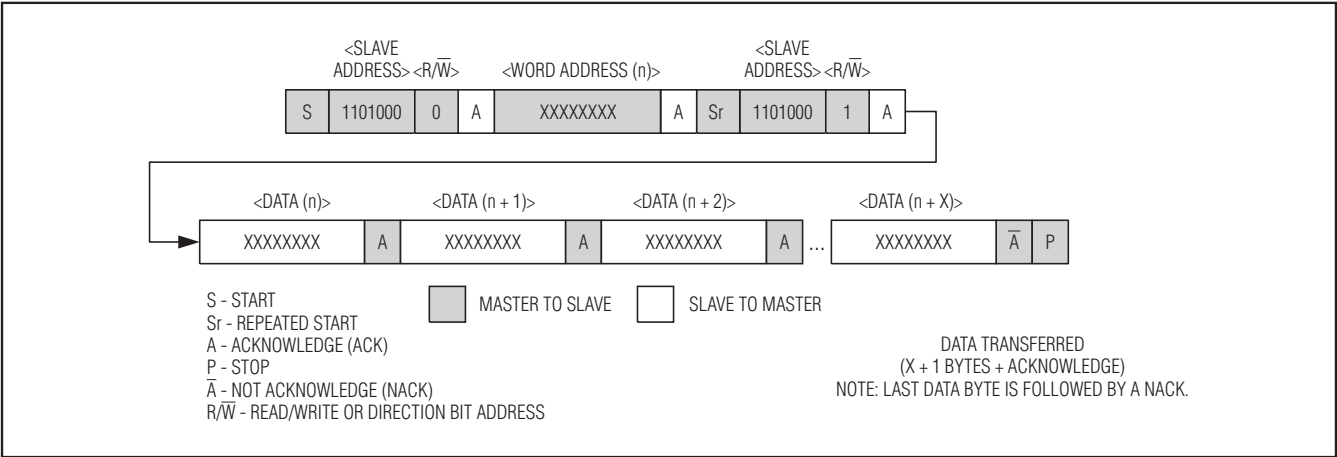 <SLAVE ADDRESS> <R/W̅> <WORD ADDRESS (n)> <SLAVE ADDRESS> <R/W̅>
S 1101000 0 A XXXXXXXX A Sr 1101000 1 A
<DATA (n)> <DATA (n + 1)> <DATA (n + 2)> <DATA (n + X)>
XXXXXXXX A XXXXXXXX A XXXXXXXX A ... XXXXXXXX A̅ P
S - START
Sr - REPEATED START
A - ACKNOWLEDGE (ACK)
P - STOP
A̅ - NOT ACKNOWLEDGE (NACK)
R/W̅ - READ/WRITE OR DIRECTION BIT ADDRESS
MASTER TO SLAVE
SLAVE TO MASTER
DATA TRANSFERRED
(X + 1 BYTES + ACKNOWLEDGE)
NOTE: LAST DATA BYTE IS FOLLOWED BY A NACK.